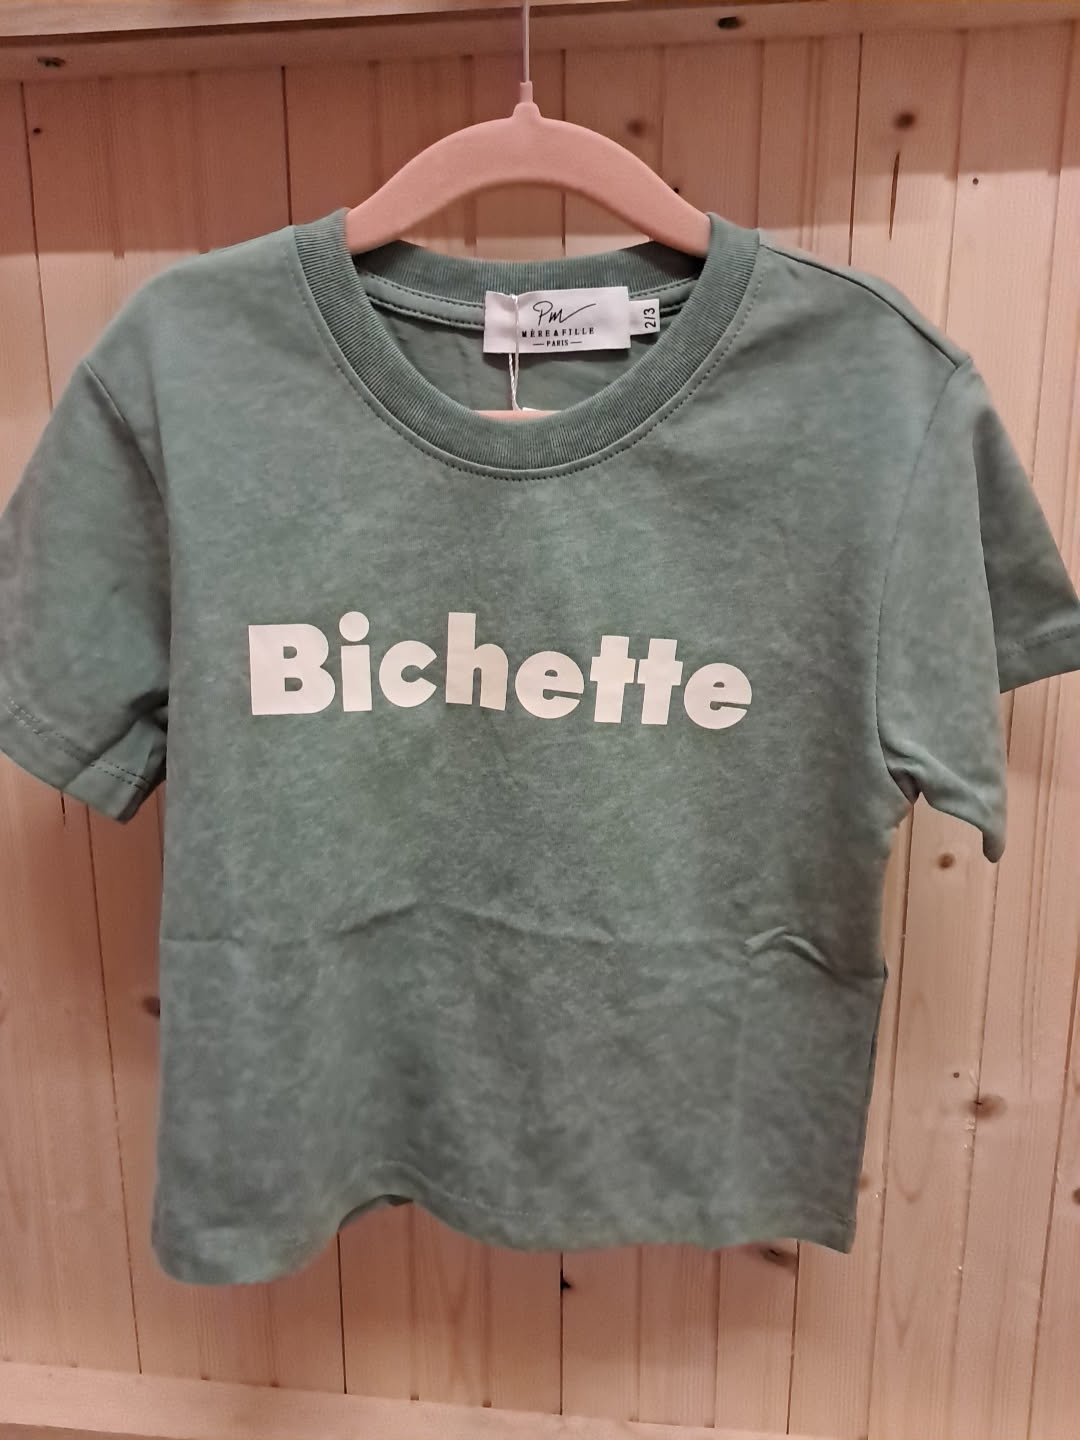 Pm
MÈRE & FILLE
— PARIS —
2/3
Bichette